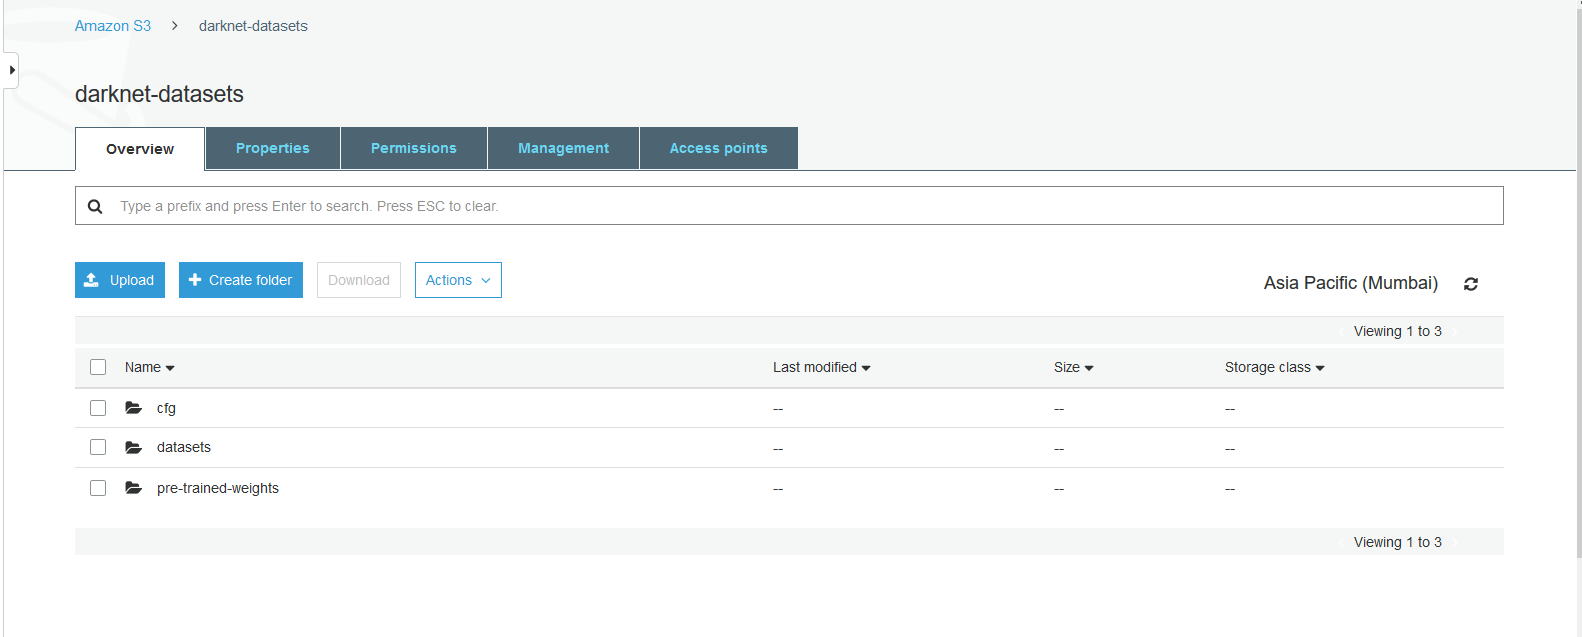 Amazon S3 > darknet-datasets
darknet-datasets
Overview Properties Permissions Management Access points
Type a prefix and press Enter to search. Press ESC to clear.
Upload Create folder Download Actions Asia Pacific (Mumbai)
Viewing 1 to 3
Name Last modified Size Storage class
cfg -- -- --
datasets -- -- --
pre-trained-weights -- -- --
Viewing 1 to 3